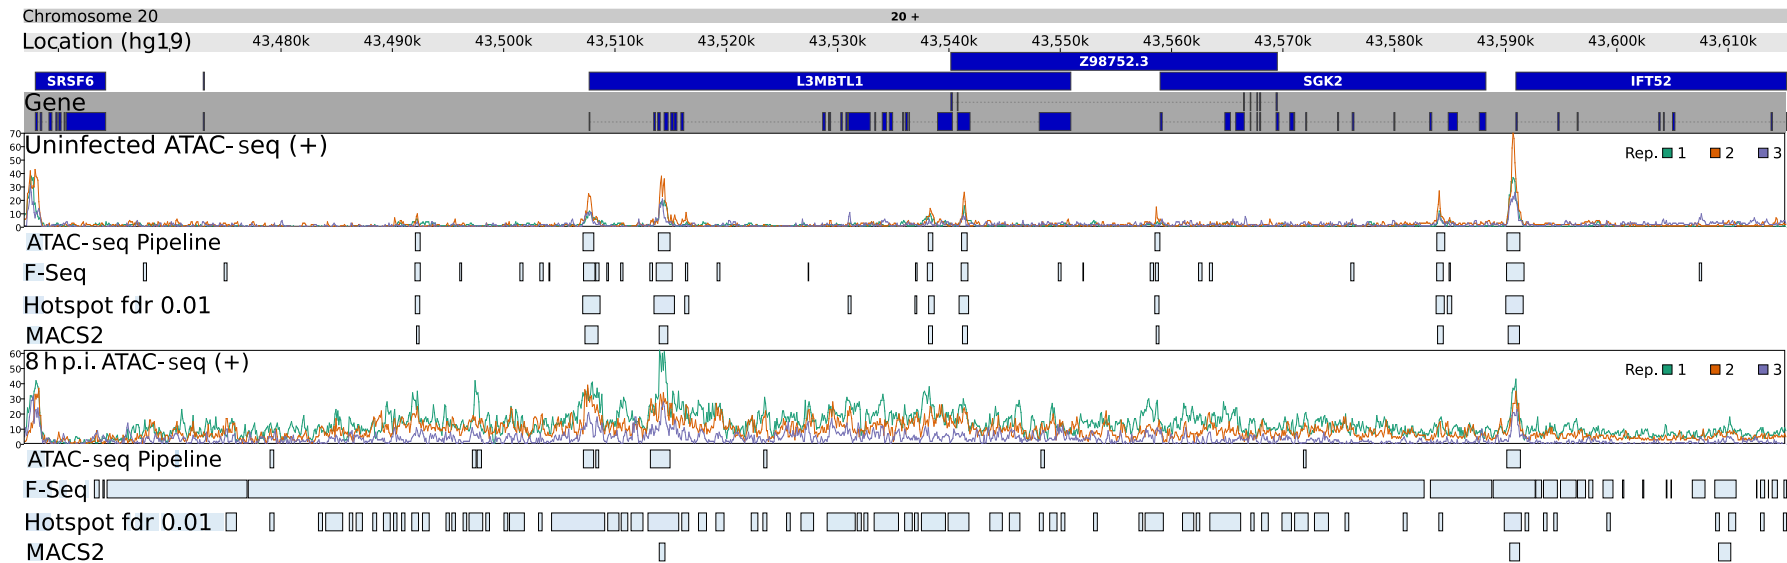 Chromosome 20 20 +
Location (hg19) 43,480k 43,490k 43,500k 43,510k 43,520k 43,530k 43,540k 43,550k 43,560k 43,570k 43,580k 43,590k 43,600k 43,610k
Z98752.3
SRSF6 L3MBTL1 SGK2 IFT52
Gene
70
Uninfected ATAC-seq (+)
60
Rep. 1 2 3
50
40
30
20
10
0
ATAC-seq Pipeline
F-Seq
Hotspot fdr 0.01
MACS2
60
8 h p.i. ATAC-seq (+)
50
Rep. 1 2 3
40
30
20
10
0
ATAC-seq Pipeline
F-Seq
Hotspot fdr 0.01
MACS2